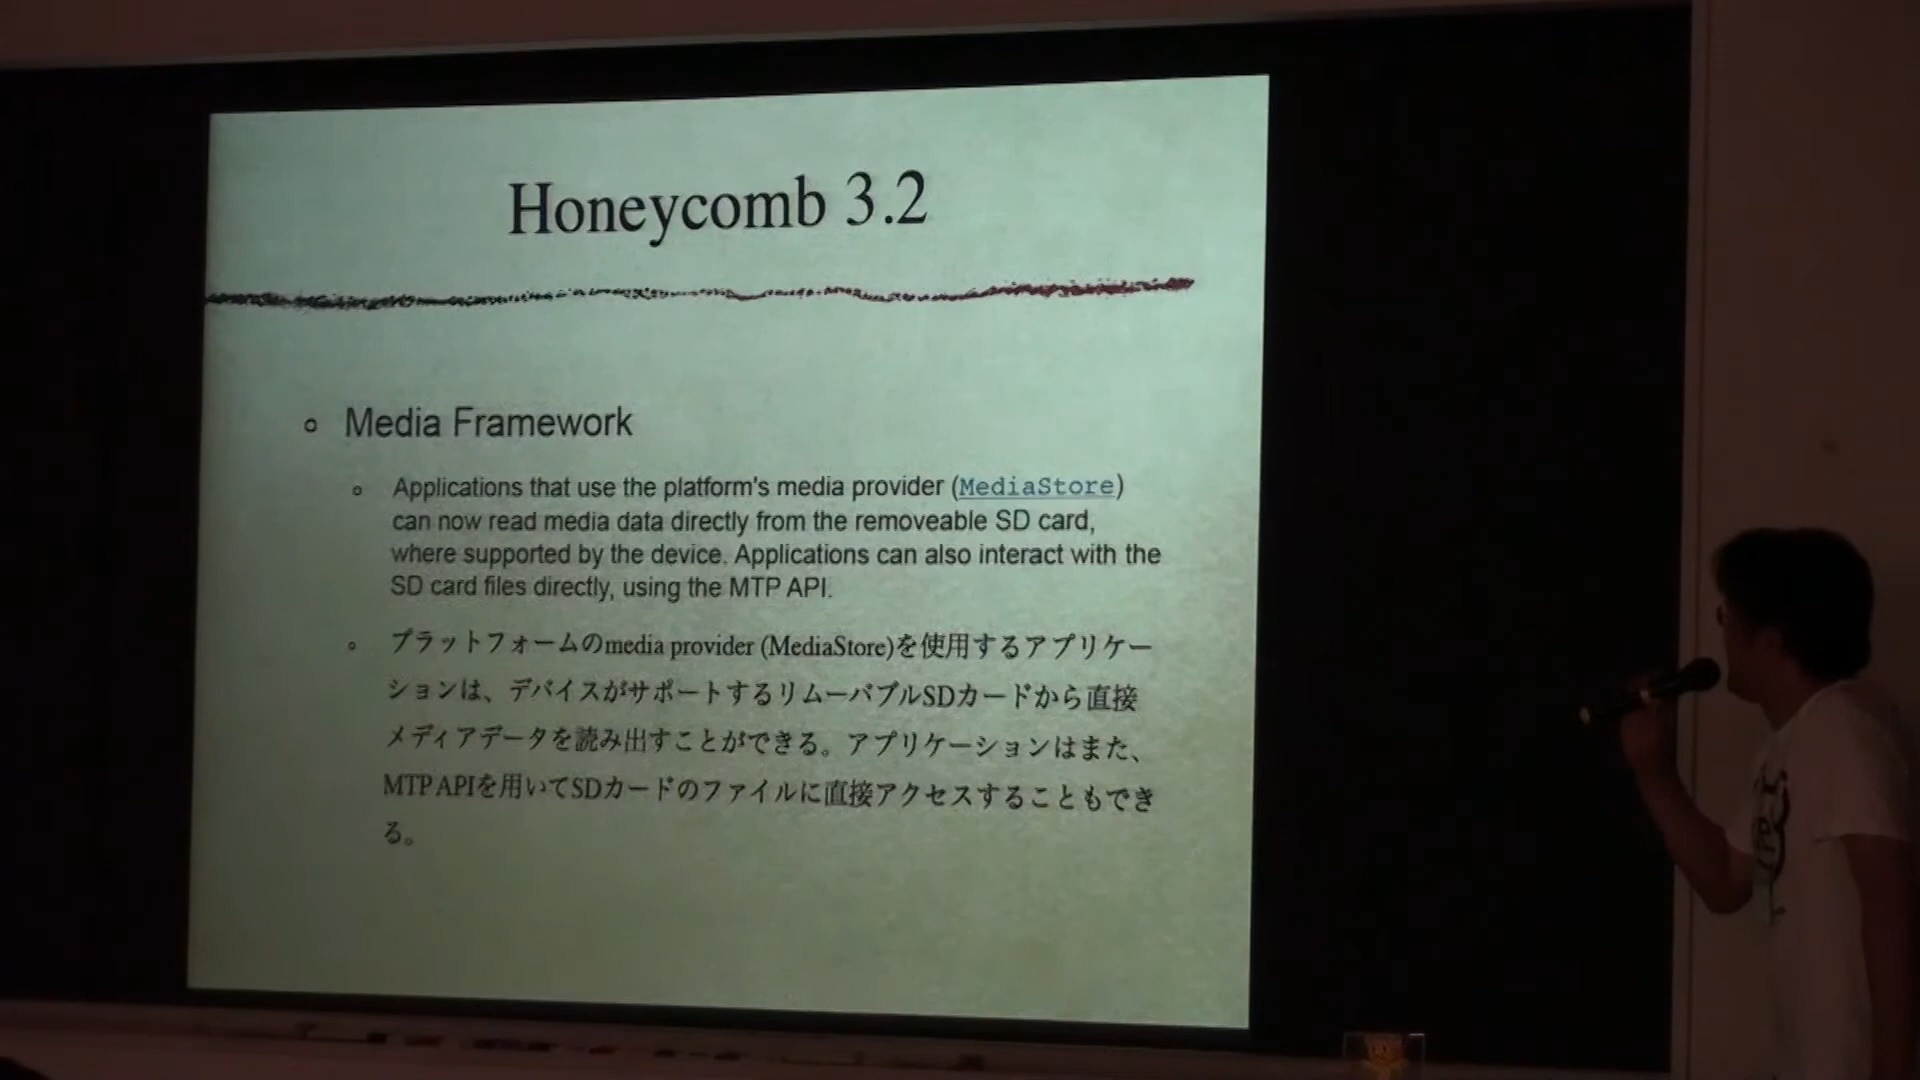 Honeycomb 3.2
Media Framework
Applications that use the platform's media provider (MediaStore)
can now read media data directly from the removeable SD card,
where supported by the device. Applications can also interact with the
SD card files directly, using the MTP API.
プラットフォームのmedia provider (MediaStore)を使用するアプリケー
ションは、デバイスがサポートするリムーバブルSDカードから直接
メディアデータを読み出すことができる。アプリケーションはまた、
MTP APIを用いてSDカードのファイルに直接アクセスすることもでき
る。